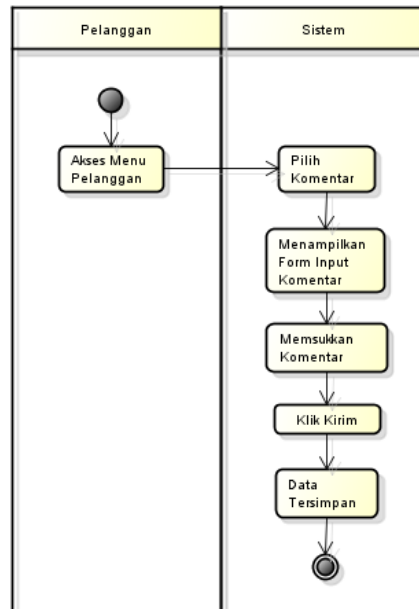 Pelanggan
Sistem
Akses Menu
Pelanggan
Pilih
Komentar
Menampilkan
Form Input
Komentar
Memsukkan
Komentar
Klik Kirim
Data
Tersimpan